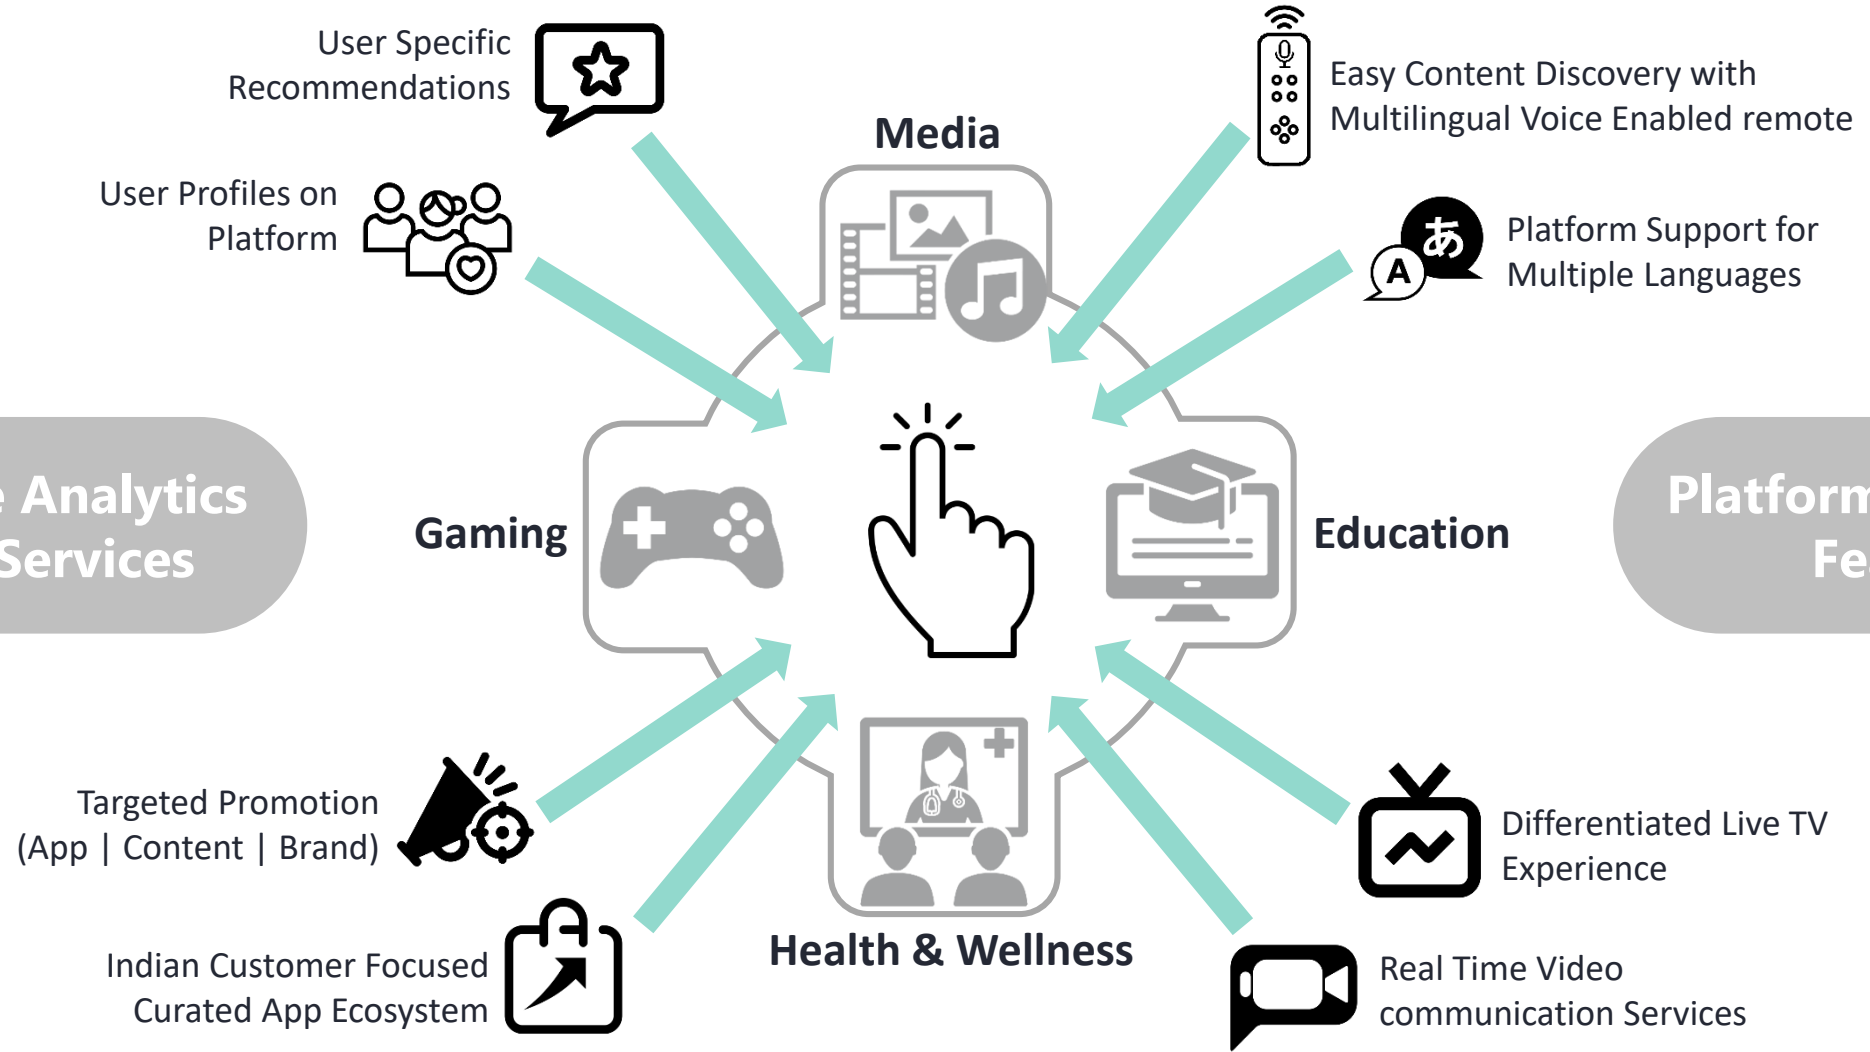 User Specific
Recommendations
Easy Content Discovery with
Multilingual Voice Enabled remote
Media
User Profiles on
Platform
あ
A
Platform Support for
Multiple Languages
Analytics
Services
Gaming
Education
Targeted Promotion
(App | Content | Brand)
Differentiated Live TV
Experience
Indian Customer Focused
Curated App Ecosystem
Health & Wellness
Real Time Video
communication Services